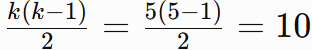 k(k−1)/2 = 5(5−1)/2 = 10